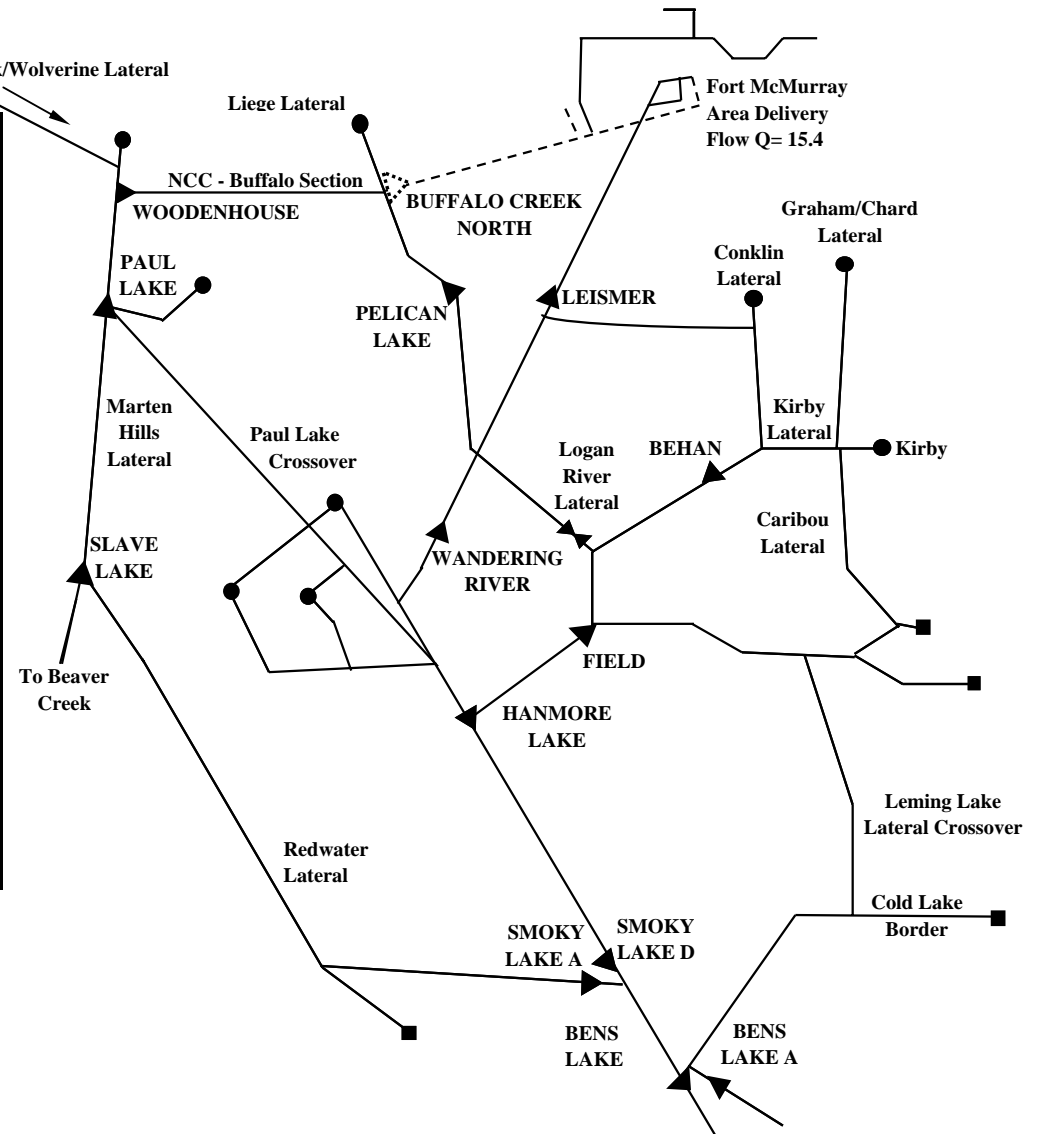 /Wolverine Lateral
Liege Lateral
Fort McMurray
Area Delivery
Flow Q= 15.4
NCC - Buffalo Section
WOODENHOUSE
BUFFALO CREEK
NORTH
Graham/Chard
Lateral
Conklin
Lateral
PAUL
LAKE
LEISMER
PELICAN
LAKE
Marten
Hills
Lateral
Paul Lake
Crossover
Kirby
Lateral
Logan
River
Lateral
BEHAN
Kirby
Caribou
Lateral
SLAVE
LAKE
WANDERING
RIVER
To Beaver
Creek
FIELD
HANMORE
LAKE
Leming Lake
Lateral Crossover
Redwater
Lateral
Cold Lake
Border
SMOKY
LAKE A
SMOKY
LAKE D
BENS
LAKE
BENS
LAKE A